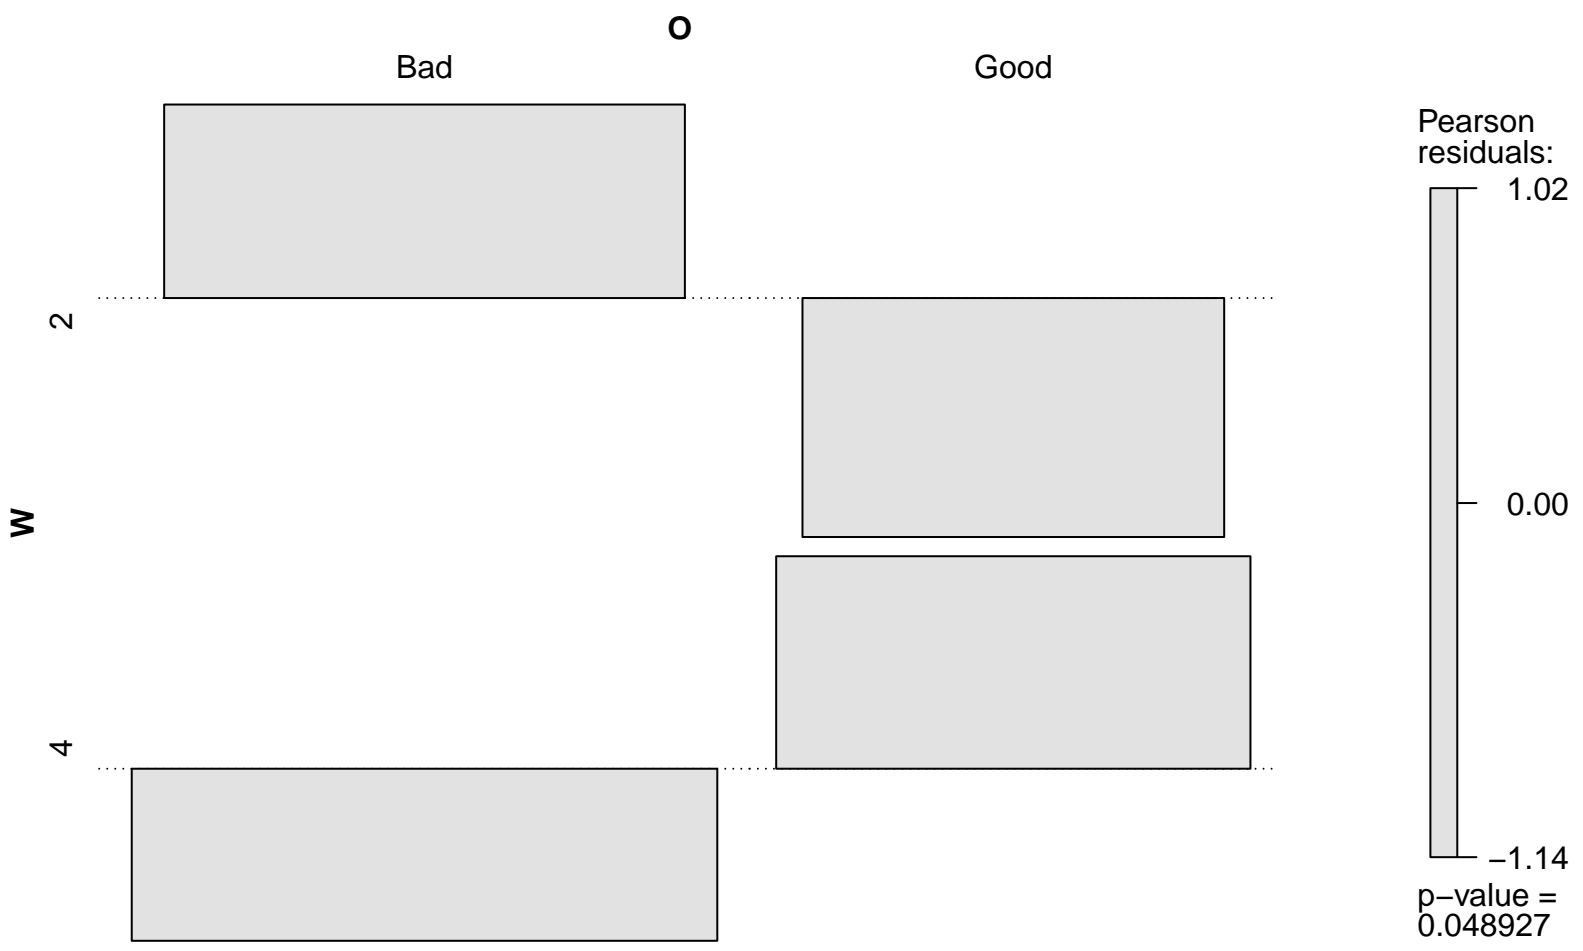 O
Bad Good
Pearson
residuals:
1.02
2
W
0.00
4
−1.14
p−value =
0.048927